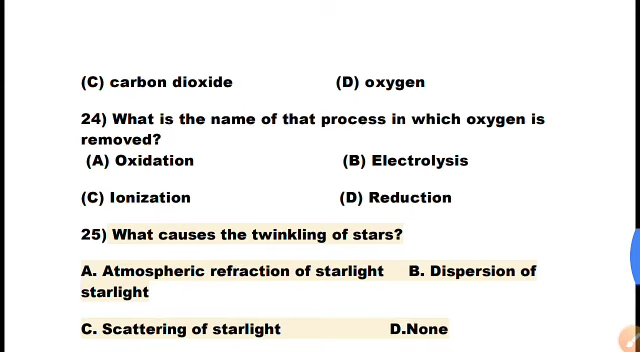 (C) carbon dioxide (D) oxygen
24) What is the name of that process in which oxygen is
removed?
(A) Oxidation (B) Electrolysis
(C) Ionization (D) Reduction
25) What causes the twinkling of stars?
A. Atmospheric refraction of starlight B. Dispersion of
starlight
C. Scattering of starlight D.None